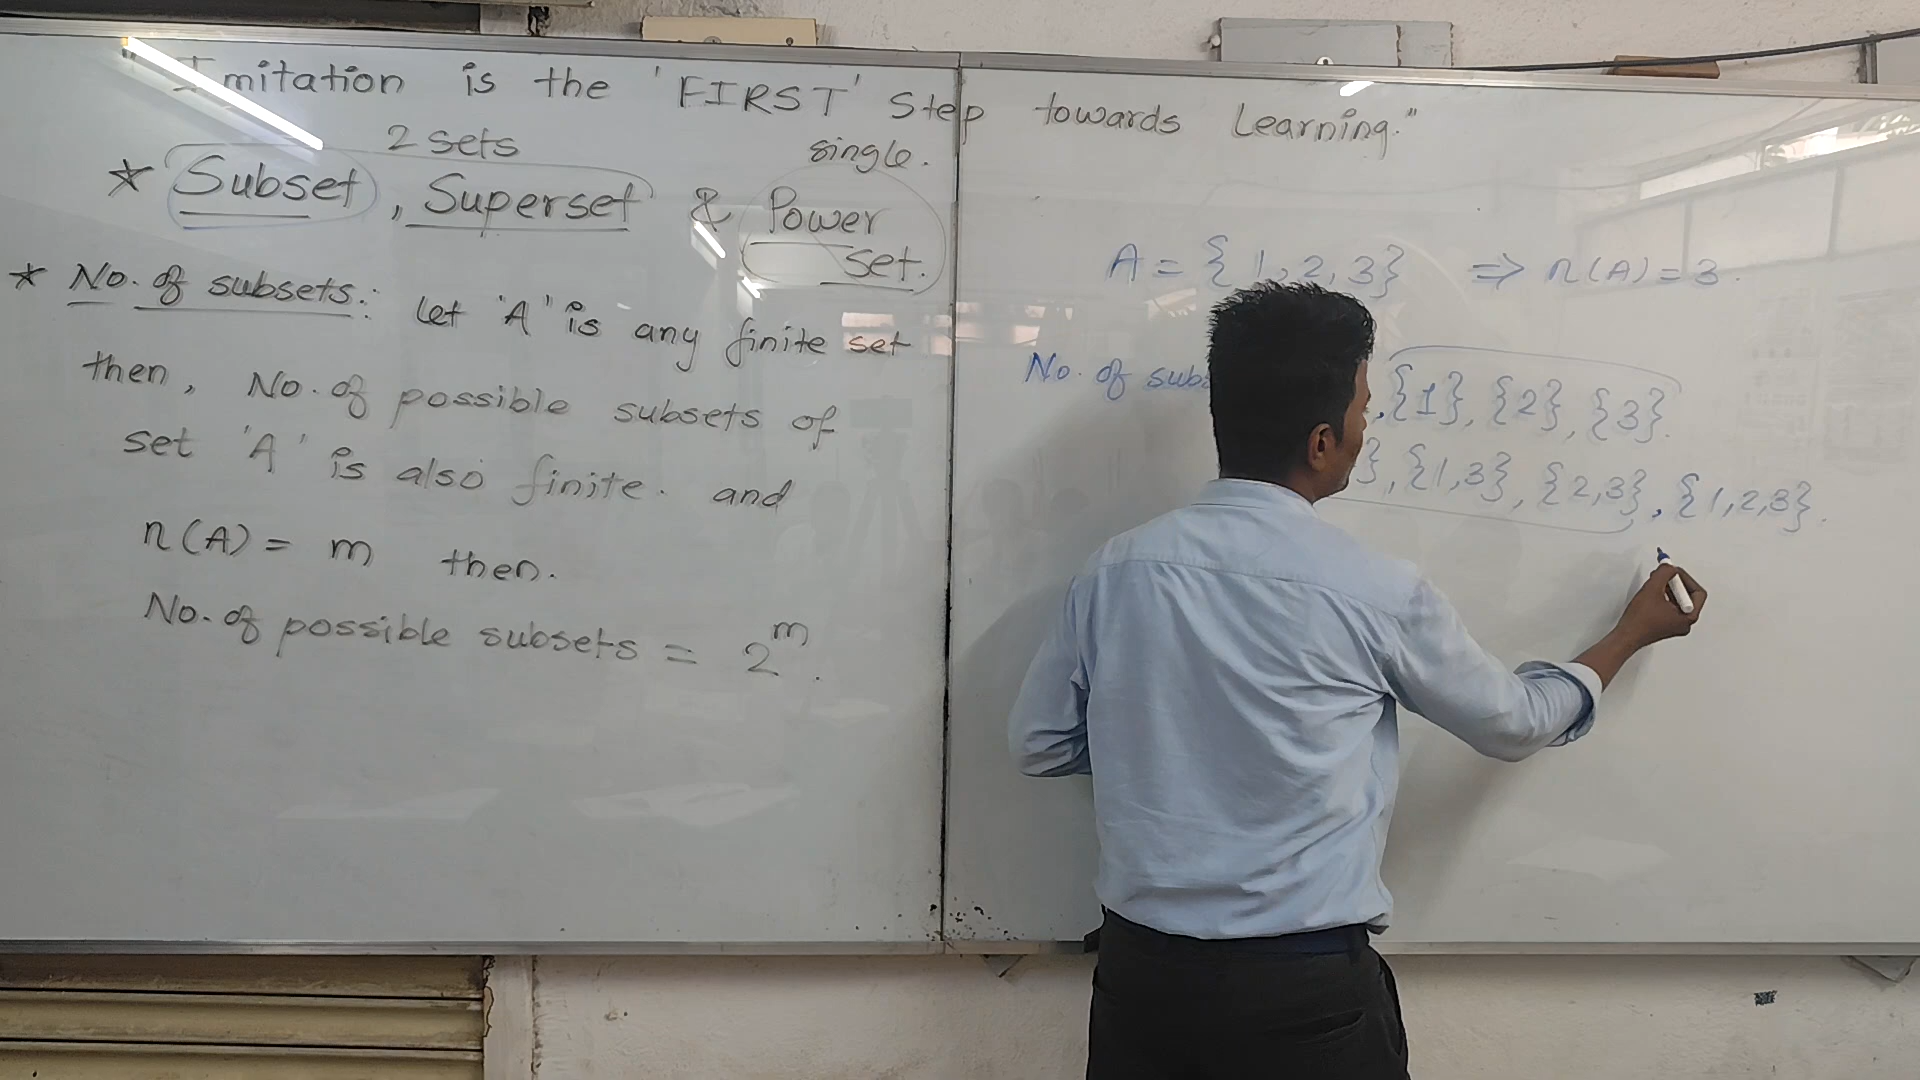 "Imitation is the 'FIRST' Step towards Learning."
2 sets single.
* Subset, Superset & Power
set.
* No. of subsets: Let 'A' is any finite set
then, No. of possible subsets of
set 'A' is also finite. and
n(A) = m then.
No. of possible subsets = 2^m.
A = { 1, 2, 3} => n(A) = 3.
No. of , {1}, {2}, {3}.
}, {1,3}, {2,3}, {1,2,3}.